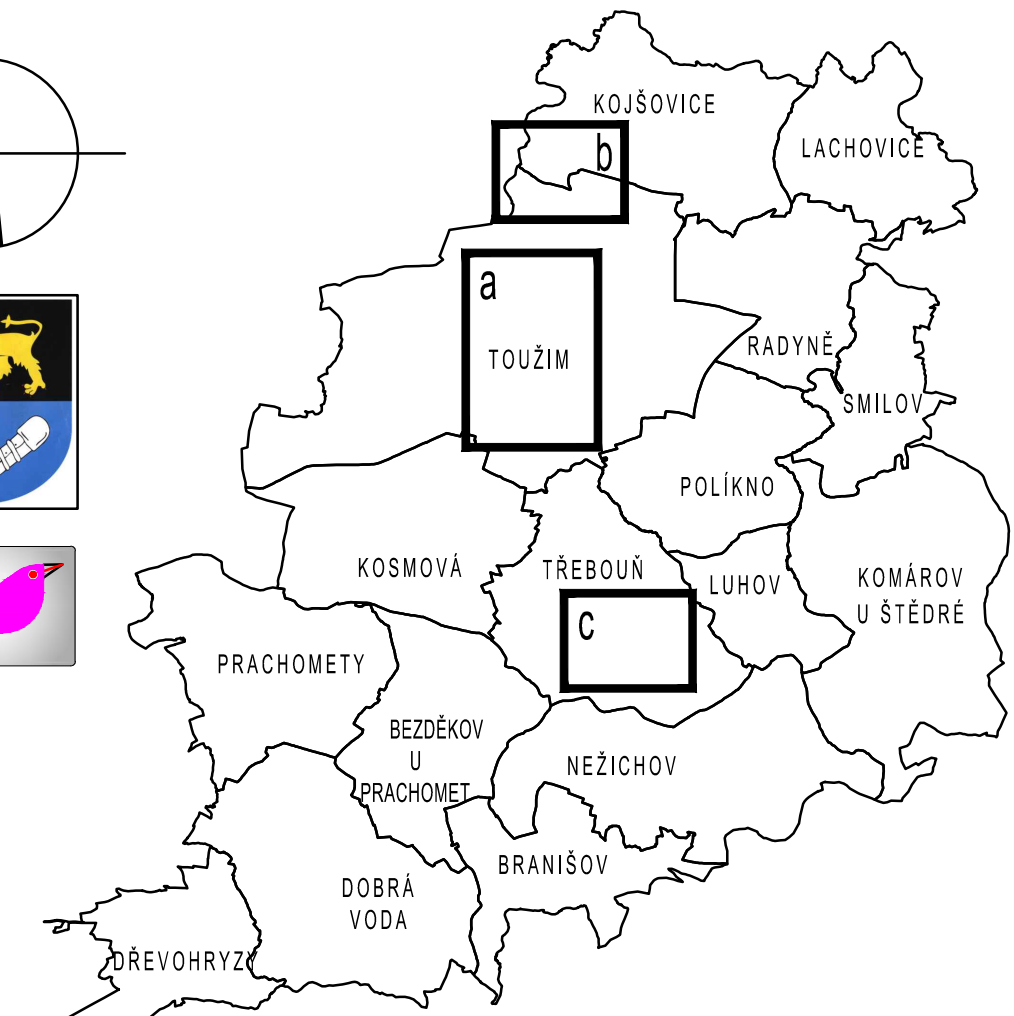 KOJŠOVICE
LACHOVICE
b
a
TOUŽIM
RADYNĚ
SMILOV
POLÍKNO
KOSMOVÁ
TŘEBOUŇ
LUHOV
KOMÁROV
U ŠTĚDRÉ
c
PRACHOMETY
BEZDĚKOV
U
PRACHOMET
NEŽICHOV
BRANIŠOV
DOBRÁ
VODA
DŘEVOHRYZY